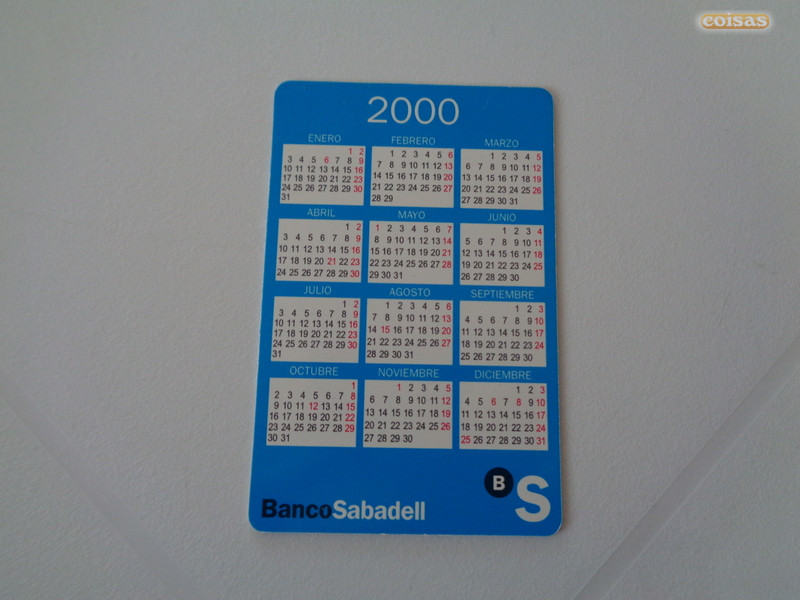 coisas
2000
ENERO FEBRERO MARZO
1 2
3 4 5 6 7 8 9
10 11 12 13 14 15 16
17 18 19 20 21 22 23
24 25 26 27 28 29 30
31
1 2 3 4 5 6
7 8 9 10 11 12 13
14 15 16 17 18 19 20
21 22 23 24 25 26 27
28 29
1 2 3 4 5
6 7 8 9 10 11 12
13 14 15 16 17 18 19
20 21 22 23 24 25 26
27 28 29 30 31
ABRIL MAYO JUNIO
1 2
3 4 5 6 7 8 9
10 11 12 13 14 15 16
17 18 19 20 21 22 23
24 25 26 27 28 29 30
1 2 3 4 5 6 7
8 9 10 11 12 13 14
15 16 17 18 19 20 21
22 23 24 25 26 27 28
29 30 31
1 2 3 4
5 6 7 8 9 10 11
12 13 14 15 16 17 18
19 20 21 22 23 24 25
26 27 28 29 30
JULIO AGOSTO SEPTIEMBRE
1 2
3 4 5 6 7 8 9
10 11 12 13 14 15 16
17 18 19 20 21 22 23
24 25 26 27 28 29 30
31
1 2 3 4 5 6
7 8 9 10 11 12 13
14 15 16 17 18 19 20
21 22 23 24 25 26 27
28 29 30 31
1 2 3
4 5 6 7 8 9 10
11 12 13 14 15 16 17
18 19 20 21 22 23 24
25 26 27 28 29 30
OCTUBRE NOVIEMBRE DICIEMBRE
1
2 3 4 5 6 7 8
9 10 11 12 13 14 15
16 17 18 19 20 21 22
23 24 25 26 27 28 29
30 31
1 2 3 4 5
6 7 8 9 10 11 12
13 14 15 16 17 18 19
20 21 22 23 24 25 26
27 28 29 30
1 2 3
4 5 6 7 8 9 10
11 12 13 14 15 16 17
18 19 20 21 22 23 24
25 26 27 28 29 30 31
BancoSabadell
B S